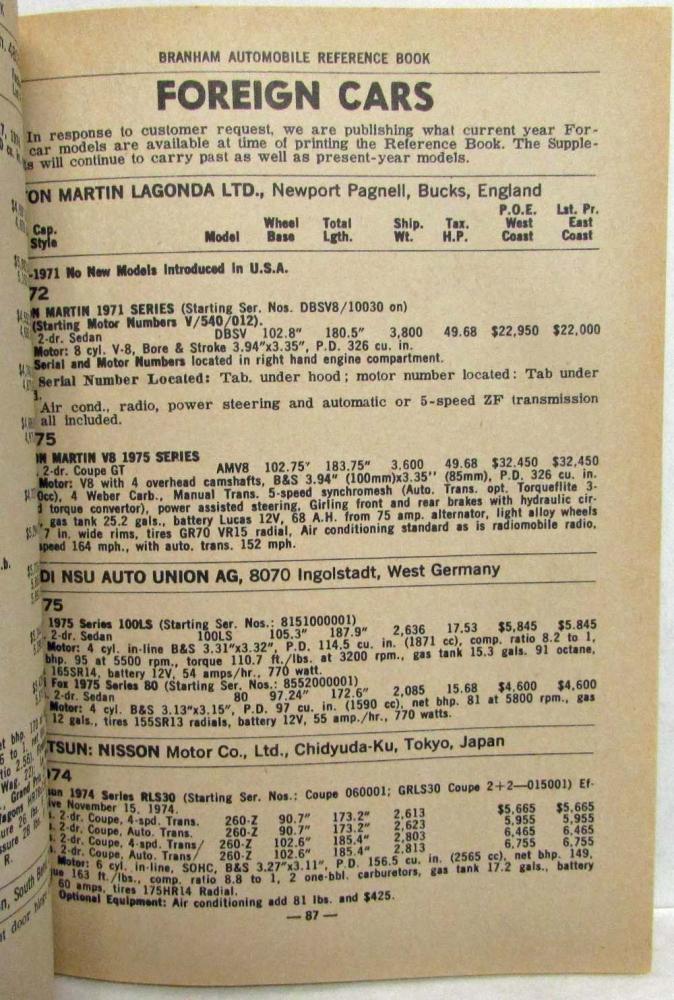 BRANHAM AUTOMOBILE REFERENCE BOOK
FOREIGN CARS
In response to customer request, we are publishing what current year For-
car models are available at time of printing the Reference Book. The Supple-
s will continue to carry past as well as present-year models.
ON MARTIN LAGONDA LTD., Newport Pagnell, Bucks, England
P.O.E. Lst. Pr.
Cap. Wheel Total Ship. Tax. West East
Style Model Base Lgth. Wt. H.P. Coast Coast
-1971 No New Models Introduced in U.S.A.
72
N MARTIN 1971 SERIES (Starting Ser. Nos. DBSV8/10030 on)
(Starting Motor Numbers V/540/012).
2-dr. Sedan DBSV 102.8" 180.5" 3,800 49.68 $22,950 $22,000
Motor: 8 cyl. V-8, Bore & Stroke 3.94"x3.35", P.D. 326 cu. in.
Serial and Motor Numbers located in right hand engine compartment.
Serial Number Located: Tab. under hood; motor number located: Tab under
Air cond., radio, power steering and automatic or 5-speed ZF transmission
all included.
75
N MARTIN V8 1975 SERIES
2-dr. Coupe GT AMV8 102.75" 183.75" 3,600 49.68 $32.450 $32,450
Motor: V8 with 4 overhead camshafts, B&S 3.94" (100mm)x3.35'' (85mm), P.D. 326 cu. in.
0cc), 4 Weber Carb., Manual Trans. 5-speed synchromesh (Auto. Trans. opt. Torqueflite 3-
d torque convertor), power assisted steering, Girling front and rear brakes with hydraulic cir-
gas tank 25.2 gals., battery Lucas 12V, 68 A.H. from 75 amp. alternator, light alloy wheels
7 in. wide rims, tires GR70 VR15 radial, Air conditioning standard as is radiomobile radio,
speed 164 mph., with auto. trans. 152 mph.
DI NSU AUTO UNION AG, 8070 Ingolstadt, West Germany
75
1975 Series 100LS (Starting Ser. Nos.: 8151000001)
2-dr. Sedan 100LS 105.3" 187.9" 2,636 17.53 $5,845 $5.845
Motor: 4 cyl. in-line B&S 3.31"x3.32", P.D. 114.5 cu. in. (1871 cc), comp. ratio 8.2 to 1,
bhp. 95 at 5500 rpm., torque 110.7 ft./lbs. at 3200 rpm., gas tank 15.3 gals. 91 octane,
165SR14, battery 12V, 54 amps/hr., 770 watt.
Fox 1975 Series 80 (Starting Ser. Nos.: 8552000001)
2-dr. Sedan 80 97.24" 172.6" 2,085 15.68 $4,600 $4,600
Motor: 4 cyl. B&S 3.13"x3.15", P.D. 97 cu. in. (1590 cc), net bhp. 81 at 5800 rpm., gas
12 gals., tires 155SR13 radials, battery 12V, 55 amp./hr., 770 watts.
TSUN: NISSON Motor Co., Ltd., Chidyuda-Ku, Tokyo, Japan
974
sun 1974 Series RLS30 (Starting Ser. Nos.: Coupe 060001; GRLS30 Coupe 2+2—015001) Ef-
ive November 15, 1974.
2-dr. Coupe, 4-spd. Trans. 260-Z 90.7" 173.2" 2,613 $5,665 $5,665
2-dr. Coupe, Auto. Trans. 260-Z 90.7" 173.2" 2,623 5,955 5,955
2-dr. Coupe, 4-spd. Trans/ 260-Z 102.6" 185.4" 2,803 6,465 6,465
2-dr. Coupe, Auto. Trans/ 260-Z 102.6" 185.4" 2.813 6,755 6,755
Motor: 6 cyl. in-line, SOHC, B&S 3.27"x3.11", P.D. 156.5 cu. in. (2565 cc), net bhp. 149,
ue 163 ft./lbs., comp. ratio 8.8 to 1, 2 one-bbl. carburetors, gas tank 17.2 gals., battery
60 amps, tires 175HR14 Radial.
Optional Equipment: Air conditioning add 81 lbs. and $425.
— 87 —